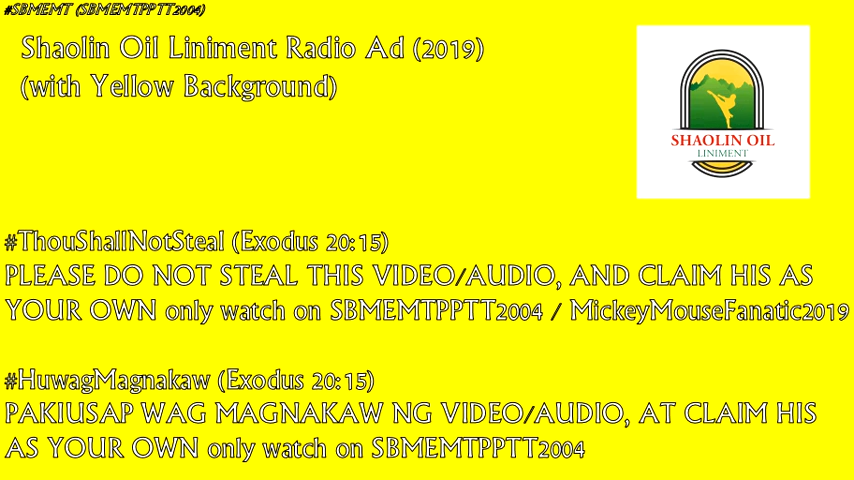 #SBMEMT (SBMEMTPPTT2004)
Shaolin Oil Liniment Radio Ad (2019)
(with Yellow Background)
SHAOLIN OIL
LINIMENT
#ThouShallNotSteal (Exodus 20:15)
PLEASE DO NOT STEAL THIS VIDEO/AUDIO, AND CLAIM HIS AS
YOUR OWN only watch on SBMEMTPPTT2004 / MickeyMouseFanatic2019
#HuwagMagnakaw (Exodus 20:15)
PAKIUSAP WAG MAGNAKAW NG VIDEO/AUDIO, AT CLAIM HIS
AS YOUR OWN only watch on SBMEMTPPTT2004